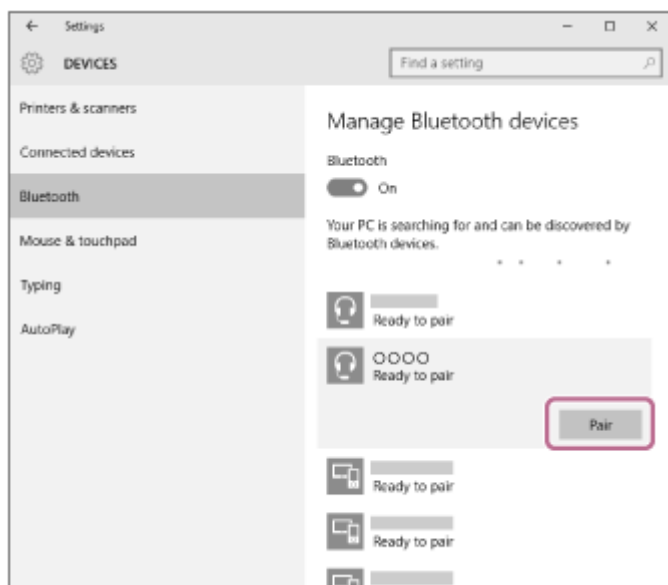 Settings
DEVICES
Find a setting
Printers & scanners
Connected devices
Bluetooth
Mouse & touchpad
Typing
AutoPlay
Manage Bluetooth devices
Bluetooth
On
Your PC is searching for and can be discovered by
Bluetooth devices.
Ready to pair
OOOO
Ready to pair
Pair
Ready to pair
Ready to pair